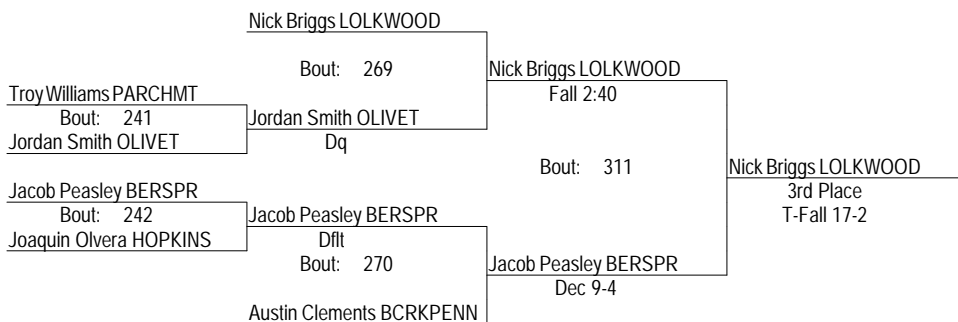 Nick Briggs LOLKWOOD
Bout: 269
Nick Briggs LOLKWOOD
Fall 2:40
Troy Williams PARCHMT
Bout: 241
Jordan Smith OLIVET
Jordan Smith OLIVET
Dq
Bout: 311
Nick Briggs LOLKWOOD
3rd Place
T-Fall 17-2
Jacob Peasley BERSPR
Bout: 242
Joaquin Olvera HOPKINS
Jacob Peasley BERSPR
Dflt
Bout: 270
Jacob Peasley BERSPR
Dec 9-4
Austin Clements BCRKPENN